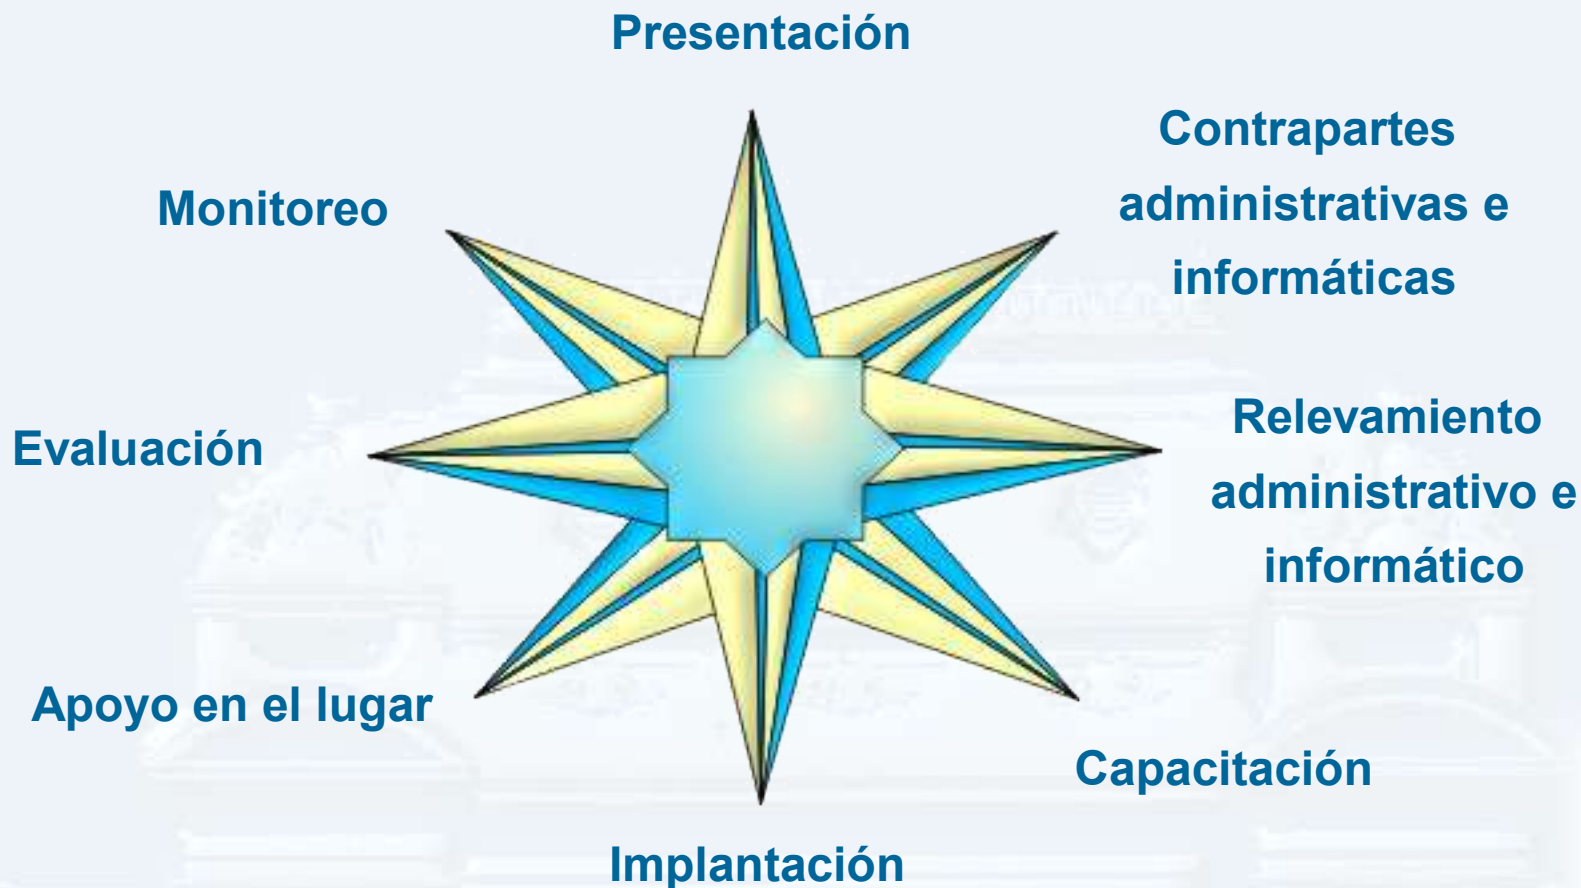 Presentación
Contrapartes
administrativas e
informáticas
Relevamiento
administrativo e
informático
Capacitación
Implantación
Apoyo en el lugar
Evaluación
Monitoreo